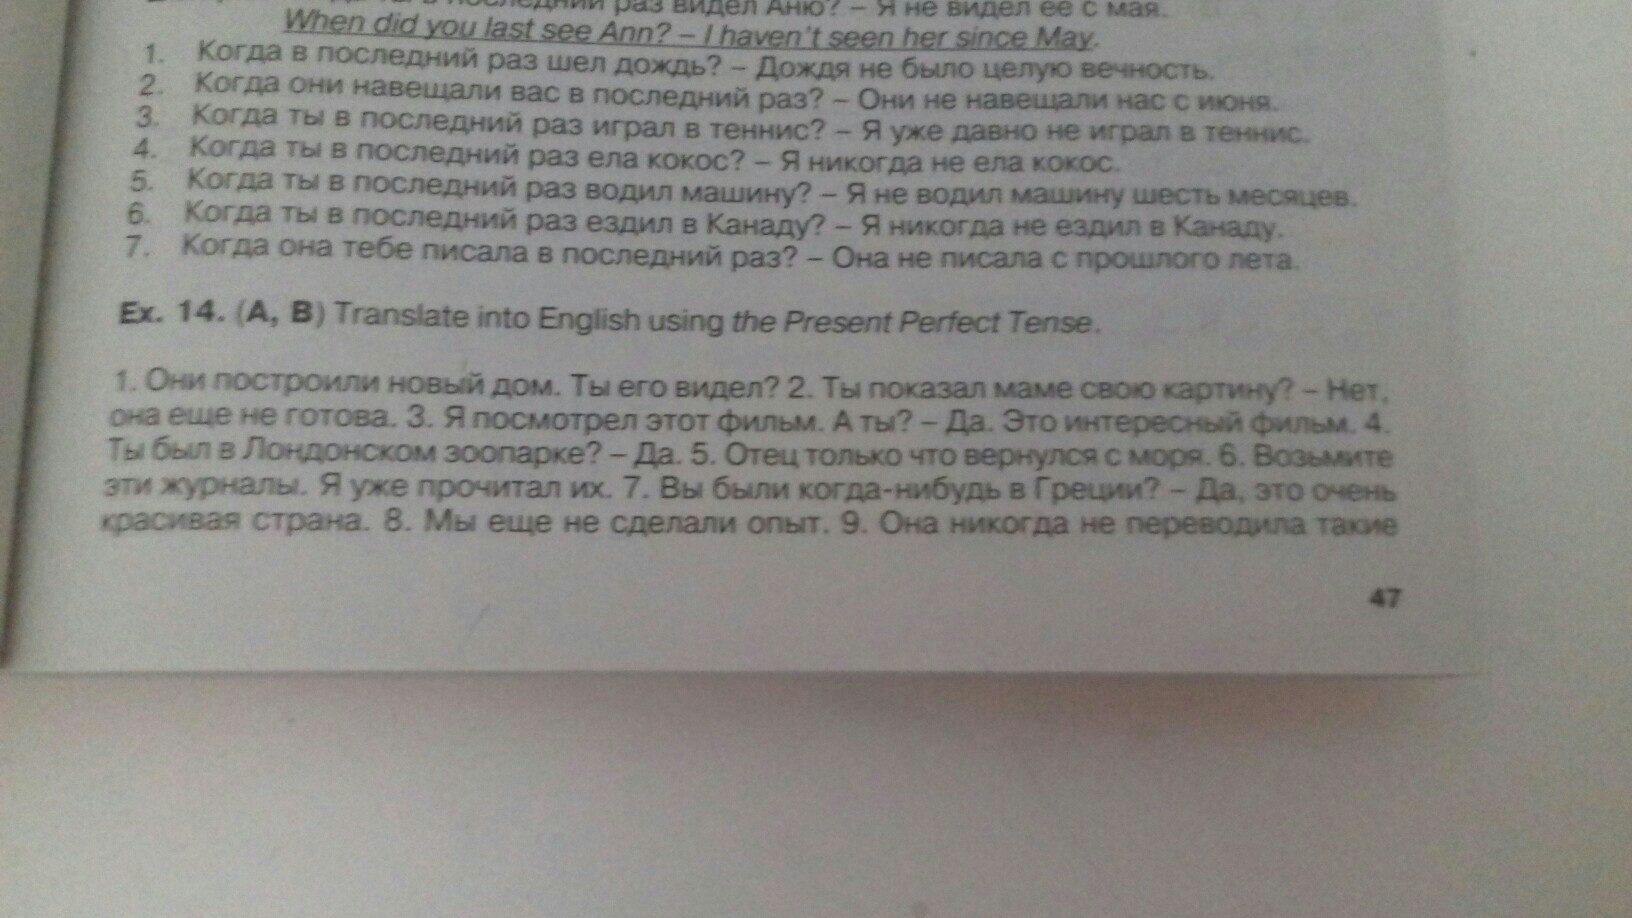 последний раз видел Аню? – Я не видел ее с мая.
When did you last see Ann? – I haven't seen her since May.
1. Когда в последний раз шел дождь? – Дождя не было целую вечность.
2. Когда они навещали вас в последний раз? – Они не навещали нас с июня.
3. Когда ты в последний раз играл в теннис? – Я уже давно не играл в теннис.
4. Когда ты в последний раз ела кокос? – Я никогда не ела кокос.
5. Когда ты в последний раз водил машину? – Я не водил машину шесть месяцев.
6. Когда ты в последний раз ездил в Канаду? – Я никогда не ездил в Канаду.
7. Когда она тебе писала в последний раз? – Она не писала с прошлого лета.
Ex. 14. (A, B) Translate into English using the Present Perfect Tense.
1. Они построили новый дом. Ты его видел? 2. Ты показал маме свою картину? – Нет,
она еще не готова. 3. Я посмотрел этот фильм. А ты? – Да. Это интересный фильм. 4.
Ты был в Лондонском зоопарке? – Да. 5. Отец только что вернулся с моря. 6. Возьмите
эти журналы. Я уже прочитал их. 7. Вы были когда-нибудь в Греции? – Да, это очень
красивая страна. 8. Мы еще не сделали опыт. 9. Она никогда не переводила такие
47